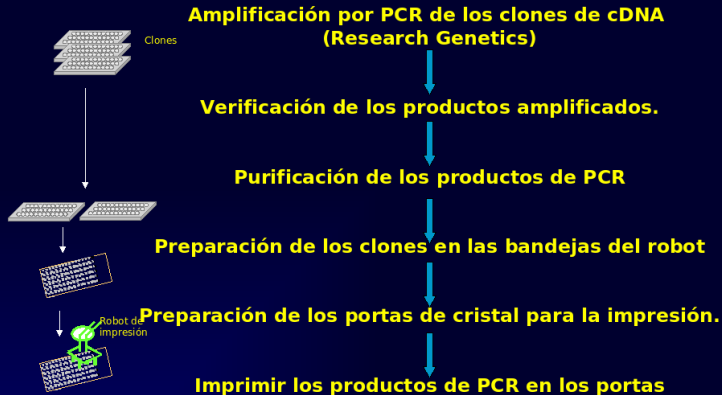 Amplificación por PCR de los clones de cDNA
(Research Genetics)
Clones
Verificación de los productos amplificados.
Purificación de los productos de PCR
Preparación de los clones en las bandejas del robot
Preparación de los portas de cristal para la impresión.
Robot de
impresión
Imprimir los productos de PCR en los portas